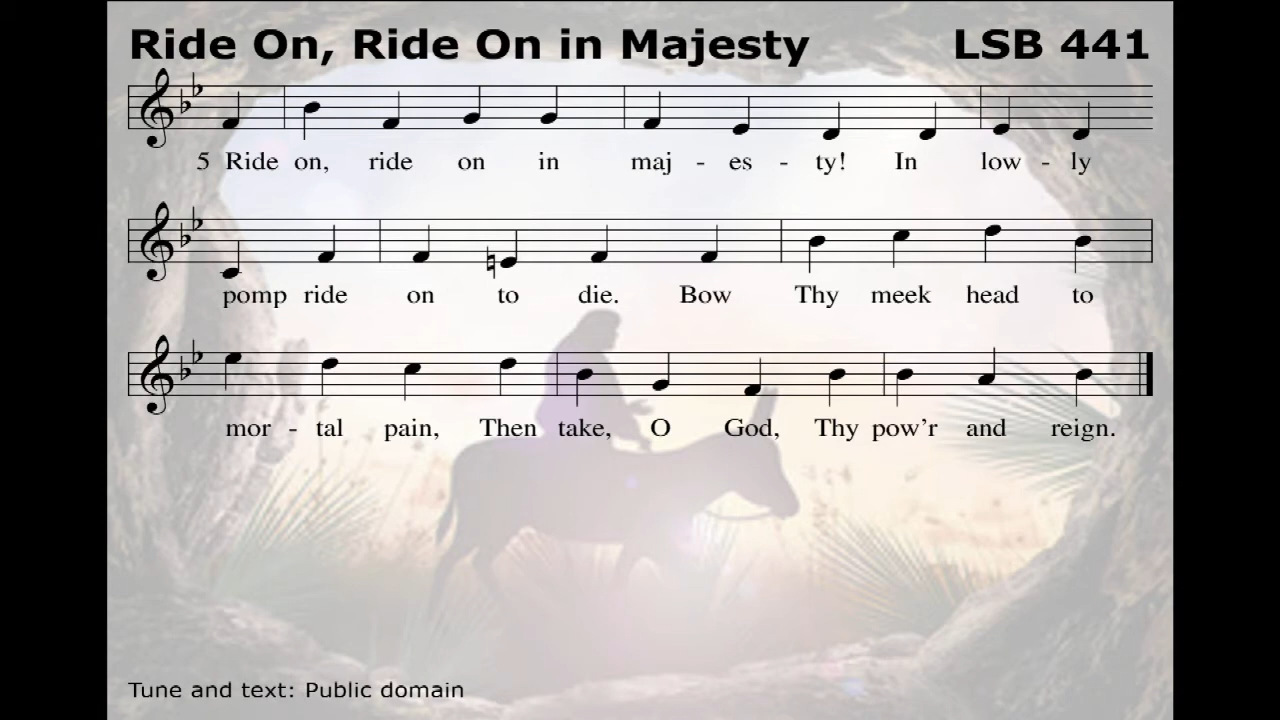 Ride On, Ride On in Majesty LSB 441
5 Ride on, ride on in maj - es - ty! In low - ly
pomp ride on to die. Bow Thy meek head to
mor - tal pain, Then take, O God, Thy pow’r and reign.
Tune and text: Public domain